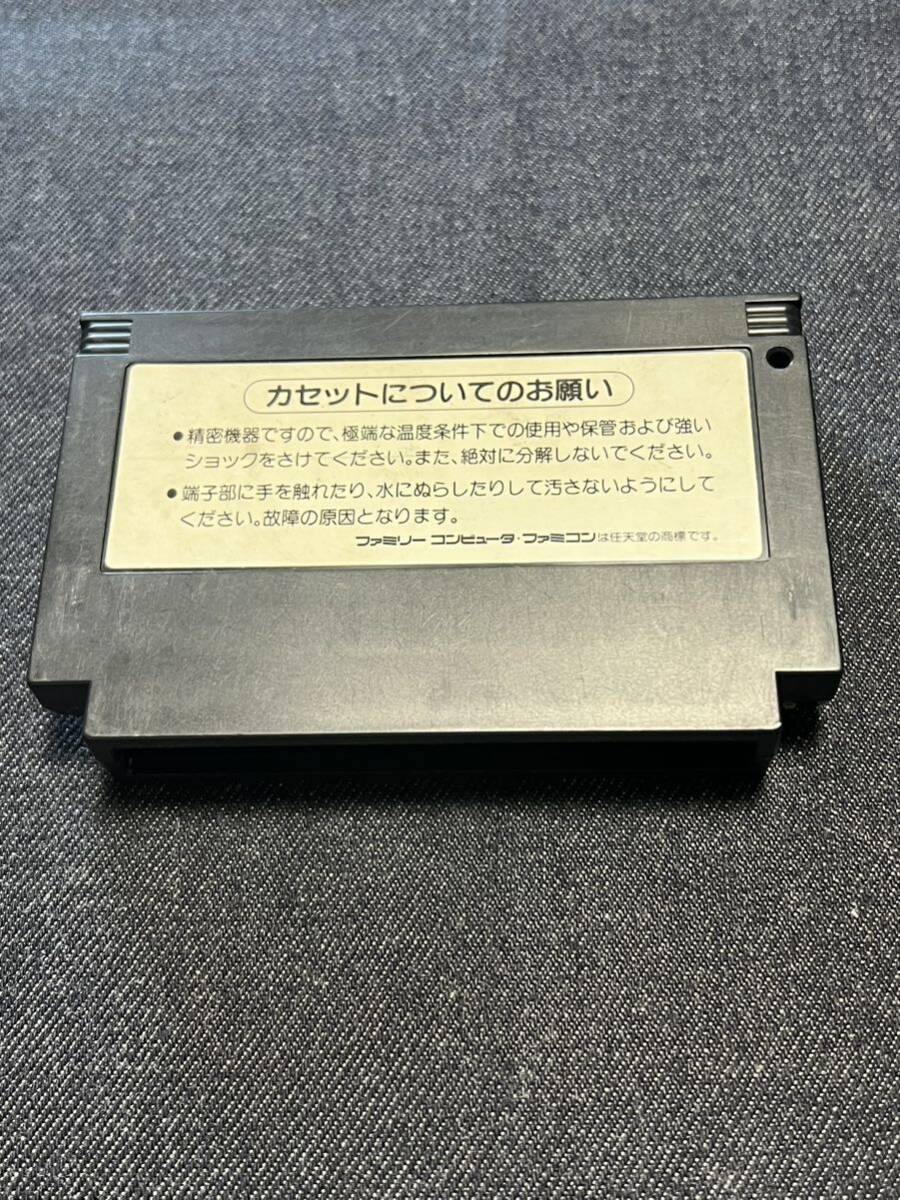 カセットについてのお願い
●精密機器ですので、極端な温度条件下での使用や保管および強い
ショックをさけてください。また、絶対に分解しないでください。
●端子部に手を触れたり、水にぬらしたりして汚さないようにして
ください。故障の原因となります。
ファミリー コンピュータ・ファミコンは任天堂の商標です。